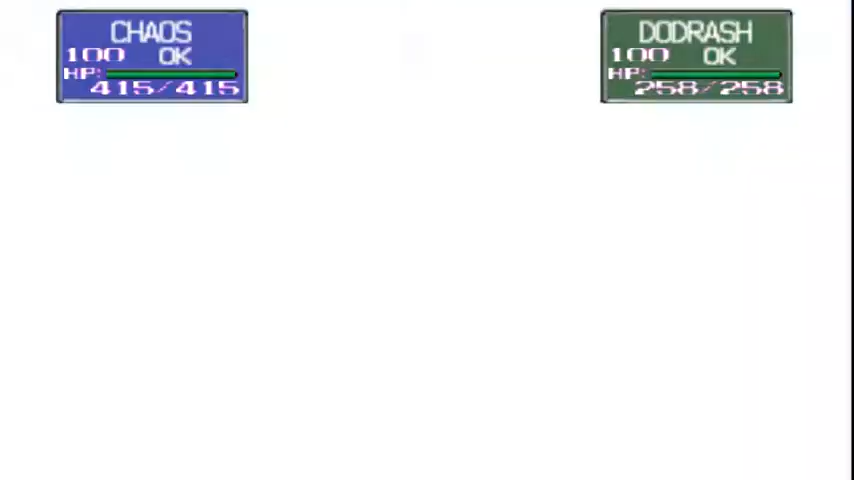 CHAOS
100 OK
HP:
415/415
DODRASH
100 OK
HP:
258/258